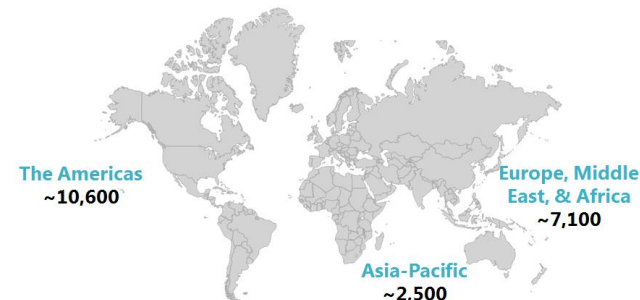 The Americas
~10,600
Europe, Middle
East, & Africa
~7,100
Asia-Pacific
~2,500